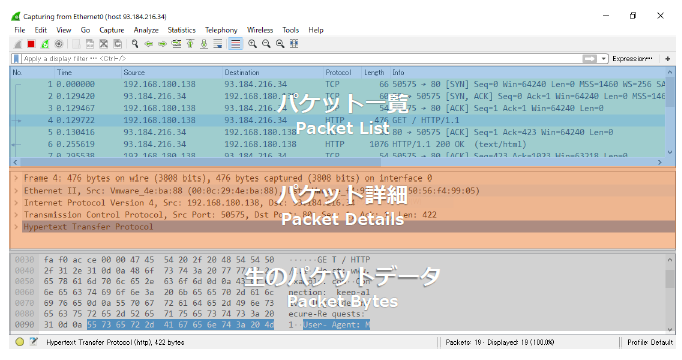 Capturing from Ethernet0 (host 93.184.216.34)
File Edit View Go Capture Analyze Statistics Telephony Wireless Tools Help
Apply a display filter ... <Ctrl-/> Expression... +
No. Time Source Destination Protocol Length Info
1 0.000000 192.168.180.138 93.184.216.34 TCP 66 50575 → 80 [SYN] Seq=0 Win=64240 Len=0 MSS=1460 WS=256 SA
2 0.129420 93.184.216.34 192.168.180.138 TCP 80 → 50575 [SYN, ACK] Seq=0 Ack=1 Win=64240 Len=0 MSS=146
3 0.129467 192.168.180.138 93.184.216.34 TCP 54 50575 → 80 [ACK] Seq=1 Ack=1 Win=64240 Len=0
パケット一覧
4 0.129722 192.168.180.138 93.184.216.34 476 GET / HTTP/1.1
Packet List
5 0.130416 93.184.216.34 80 → 50575 [ACK] Seq=1 Ack=423 Win=64240 Len=0
6 0.255619 93.184.216.34 192.168.180.138 HTTP 1076 HTTP/1.1 200 OK (text/html)
7 0.295538 192.168.180.138 93.184.216.34 TCP 54 50575 → 80 [ACK] Seq=423 Ack=1023 Win=63218 Len=0
Frame 4: 476 bytes on wire (3808 bits), 476 bytes captured (3808 bits) on interface 0
Ethernet II, Src: Vmware_4e:ba:88 (00:0c:29:4e:ba:88), :50:56:f4:99:05)
パケット詳細
Internet Protocol Version 4, Src: 192.168.180.138, Dst: 93.184.216.34
Transmission Control Protocol, Src Port: 50575, Dst Len: 422
Packet Details
Hypertext Transfer Protocol
0030 fa f0 ac ce 00 00 47 45 54 20 2f 20 48 54 54 50 ······GE T / HTTP
0040 2f 31 2e 31 0d 0a 48 6f 73 74 3a 20 77 77
0050 65 78 61 6d 70 6c 65 2e 63 6f 6d 0d 0a
生のパケットデータ
0060 6e 65 63 74 69 6f 6e 3a 20 6b 65 65 70 2d 61 6c nection: keep-al
0070 69 76 65 0d 0a 55 70 67 72 61 64 65 2d 49 6e 73
Packet Bytes
0080 65 63 75 72 65 2d 52 65 71 75 65 73 74 73 3a 20 ecure-Re quests:
0090 31 0d 0a 55 73 65 72 2d 41 67 65 6e 74 3a 20 4d 1··User- Agent: M
Hypertext Transfer Protocol (http), 422 bytes Packets: 19 · Displayed: 19 (100.0%) Profile: Default